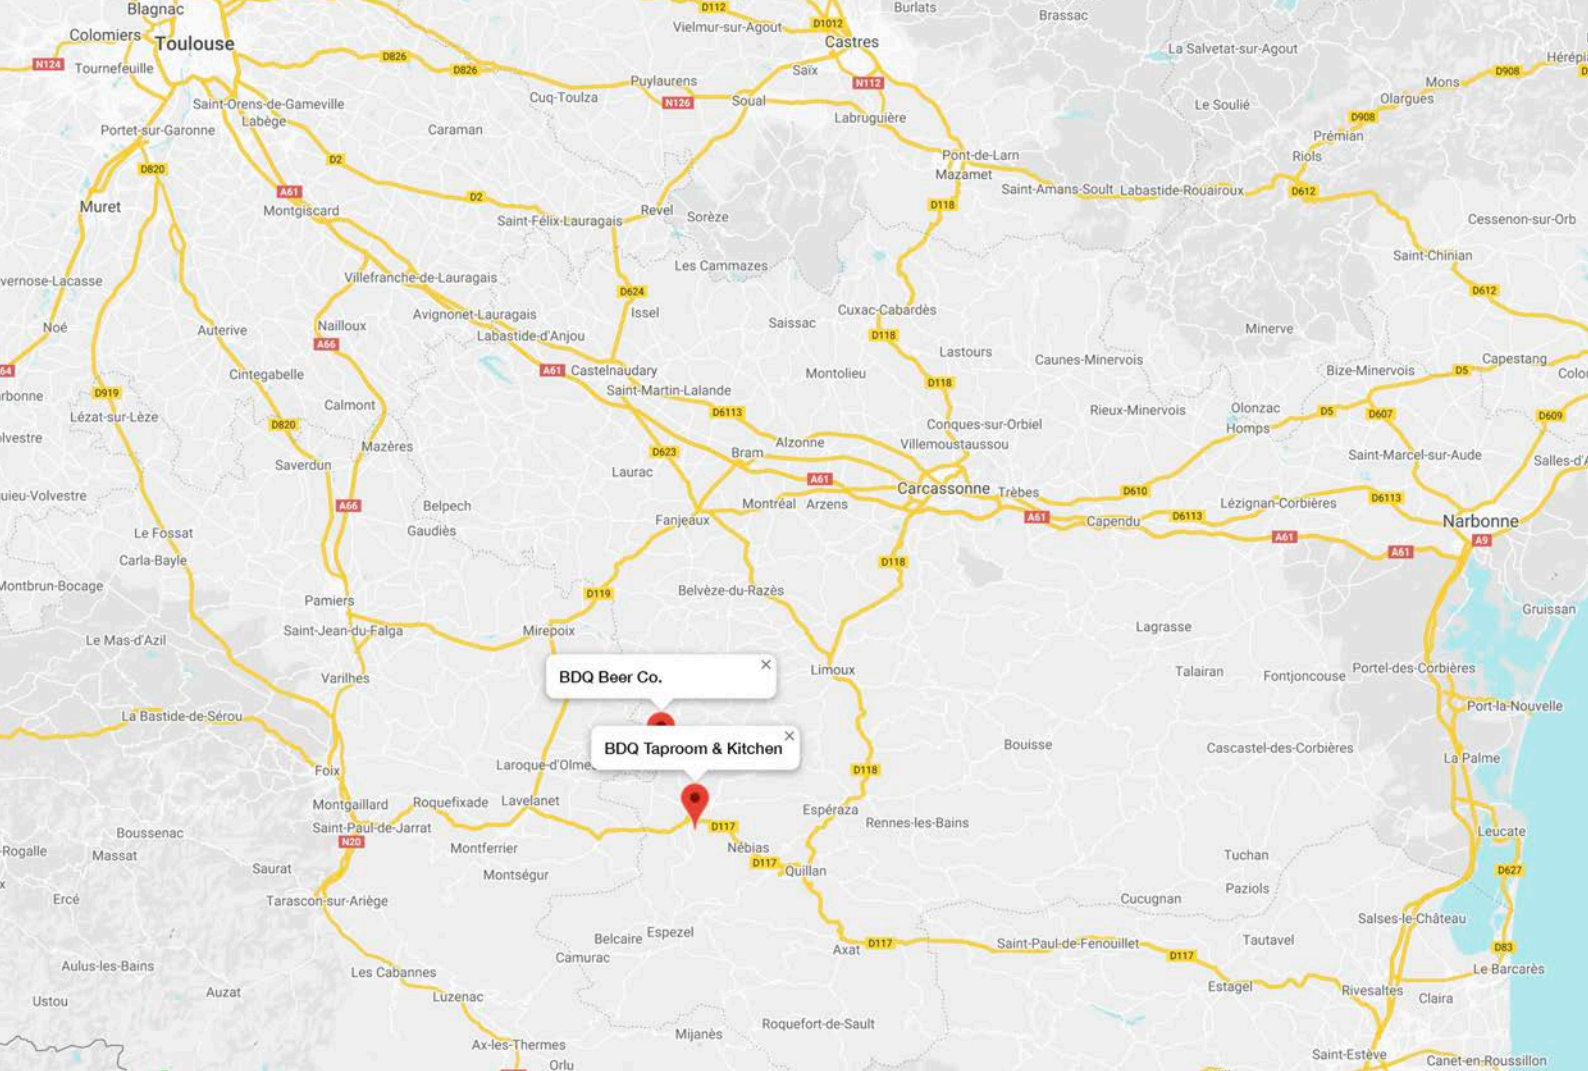 Blagnac
D112
Burlats
Brassac
Vielmur-sur-Agout
D1012
Colomiers
Toulouse
Castres
La Salvetat-sur-Agout
D826
N124
Tournefeuille
D826
Saïx
D908
Mons
Puylaurens
N112
Cuq-Toulza
N126
Soual
Saint-Orens-de-Gameville
Le Soulié
Olargues
Labège
Labruguière
D908
Portet-sur-Garonne
Caraman
Prémian
D2
Pont-de-Larn
Riols
D820
Mazamet
A61
Saint-Amans-Soult
Labastide-Rouairoux
D612
D2
Muret
Montgiscard
D118
Saint-Félix-Lauragais
Revel
Sorèze
Cessenon-sur-Orb
Saint-Chinian
Les Cammazes
vernose-Lacasse
Villefranche-de-Lauragais
D624
D612
Avignonet-Lauragais
Issel
Cuxac-Cabardès
Noé
Auterive
Nailloux
Saissac
Minerve
Labastide-d'Anjou
D118
A66
Lastours
Caunes-Minervois
Capestang
64
Cintegabelle
A61
Castelnaudary
Montolieu
Bize-Minervois
D5
D118
Saint-Martin-Lalande
D919
Calmont
D6113
Rieux-Minervois
Olonzac
D5
D607
D609
Lézat-sur-Lèze
D820
Conques-sur-Orbiel
Homps
Mazères
Alzonne
Villemoustaussou
D623
Bram
Saint-Marcel-sur-Aude
Saverdun
Laurac
A61
Carcassonne
Trèbes
D610
D6113
A66
Belpech
Montréal
Arzens
Lézignan-Corbières
Fanjeaux
A61
Capendu
D6113
Narbonne
Le Fossat
Gaudiès
A61
A9
A61
Carla-Bayle
D118
Montbrun-Bocage
D119
Belvèze-du-Razès
Pamiers
Gruissan
Saint-Jean-du-Falga
Mirepoix
Lagrasse
Le Mas-d'Azil
BDQ Beer Co.
Limoux
Talairan
Fontjoncouse
Portel-des-Corbières
Varilhes
Port-la-Nouvelle
La Bastide-de-Sérou
BDQ Taproom & Kitchen
Bouisse
Cascastel-des-Corbières
La Palme
Foix
Laroque-d'Olmes
D118
Montgaillard
Roquefixade
Lavelanet
Espéraza
Rennes-les-Bains
Saint-Paul-de-Jarrat
D117
Leucate
Boussenac
N20
Montferrier
Nébias
Rogalle
Massat
D117
Tuchan
Saurat
Montségur
Quillan
D627
Paziols
Ercé
Tarascon-sur-Ariège
Cucugnan
Salses-le-Château
Belcaire
Espezel
Axat
D117
Saint-Paul-de-Fenouillet
Tautavel
D83
Camurac
D117
Aulus-les-Bains
Les Cabannes
Le Barcarès
Estagel
Rivesaltes
Ustou
Auzat
Luzenac
Claira
Mijanès
Roquefort-de-Sault
Ax-les-Thermes
Saint-Estève
Orlu
Canet-en-Roussillon